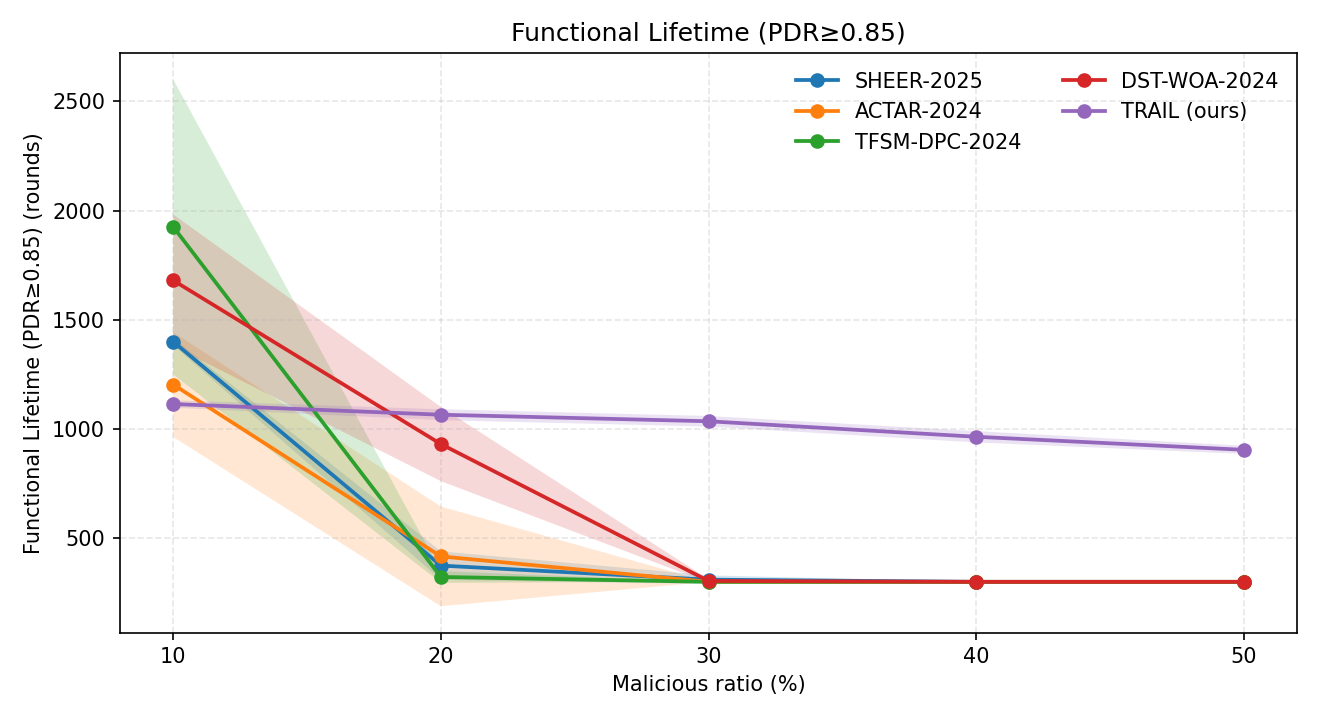 Functional Lifetime (PDR≥0.85)
Functional Lifetime (PDR≥0.85) (rounds)
2500
2000
1500
1000
500
SHEER-2025
ACTAR-2024
TFSM-DPC-2024
DST-WOA-2024
TRAIL (ours)
10
20
30
40
50
Malicious ratio (%)